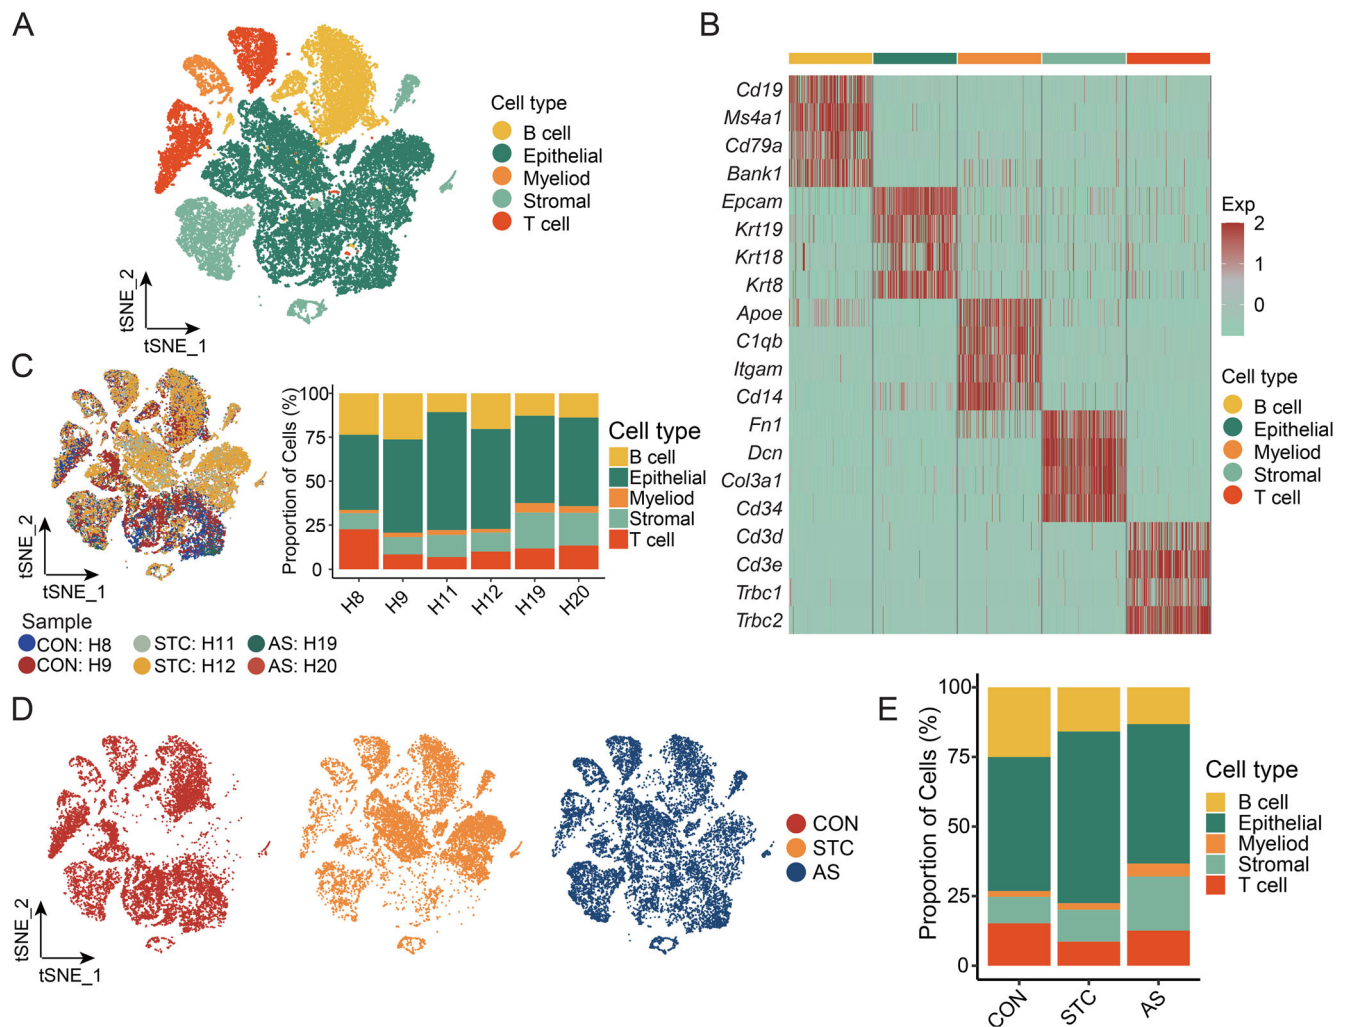 A
Cell type
B cell
Epithelial
Myeliod
Stromal
T cell
tSNE_2
tSNE_1
B
Cd19
Ms4a1
Cd79a
Bank1
Epcam
Krt19
Krt18
Krt8
Apoe
C1qb
Itgam
Cd14
Fn1
Dcn
Col3a1
Cd34
Cd3d
Cd3e
Trbc1
Trbc2
Exp
2
1
0
Cell type
B cell
Epithelial
Myeliod
Stromal
T cell
C
tSNE_2
tSNE_1
Sample
CON: H8 STC: H11 AS: H19
CON: H9 STC: H12 AS: H20
Proportion of Cells (%)
100
75
50
25
0
H8 H9 H11 H12 H19 H20
Cell type
B cell
Epithelial
Myeliod
Stromal
T cell
D
tSNE_2
tSNE_1
CON
STC
AS
E
Proportion of Cells (%)
100
75
50
25
0
CON STC AS
Cell type
B cell
Epithelial
Myeliod
Stromal
T cell